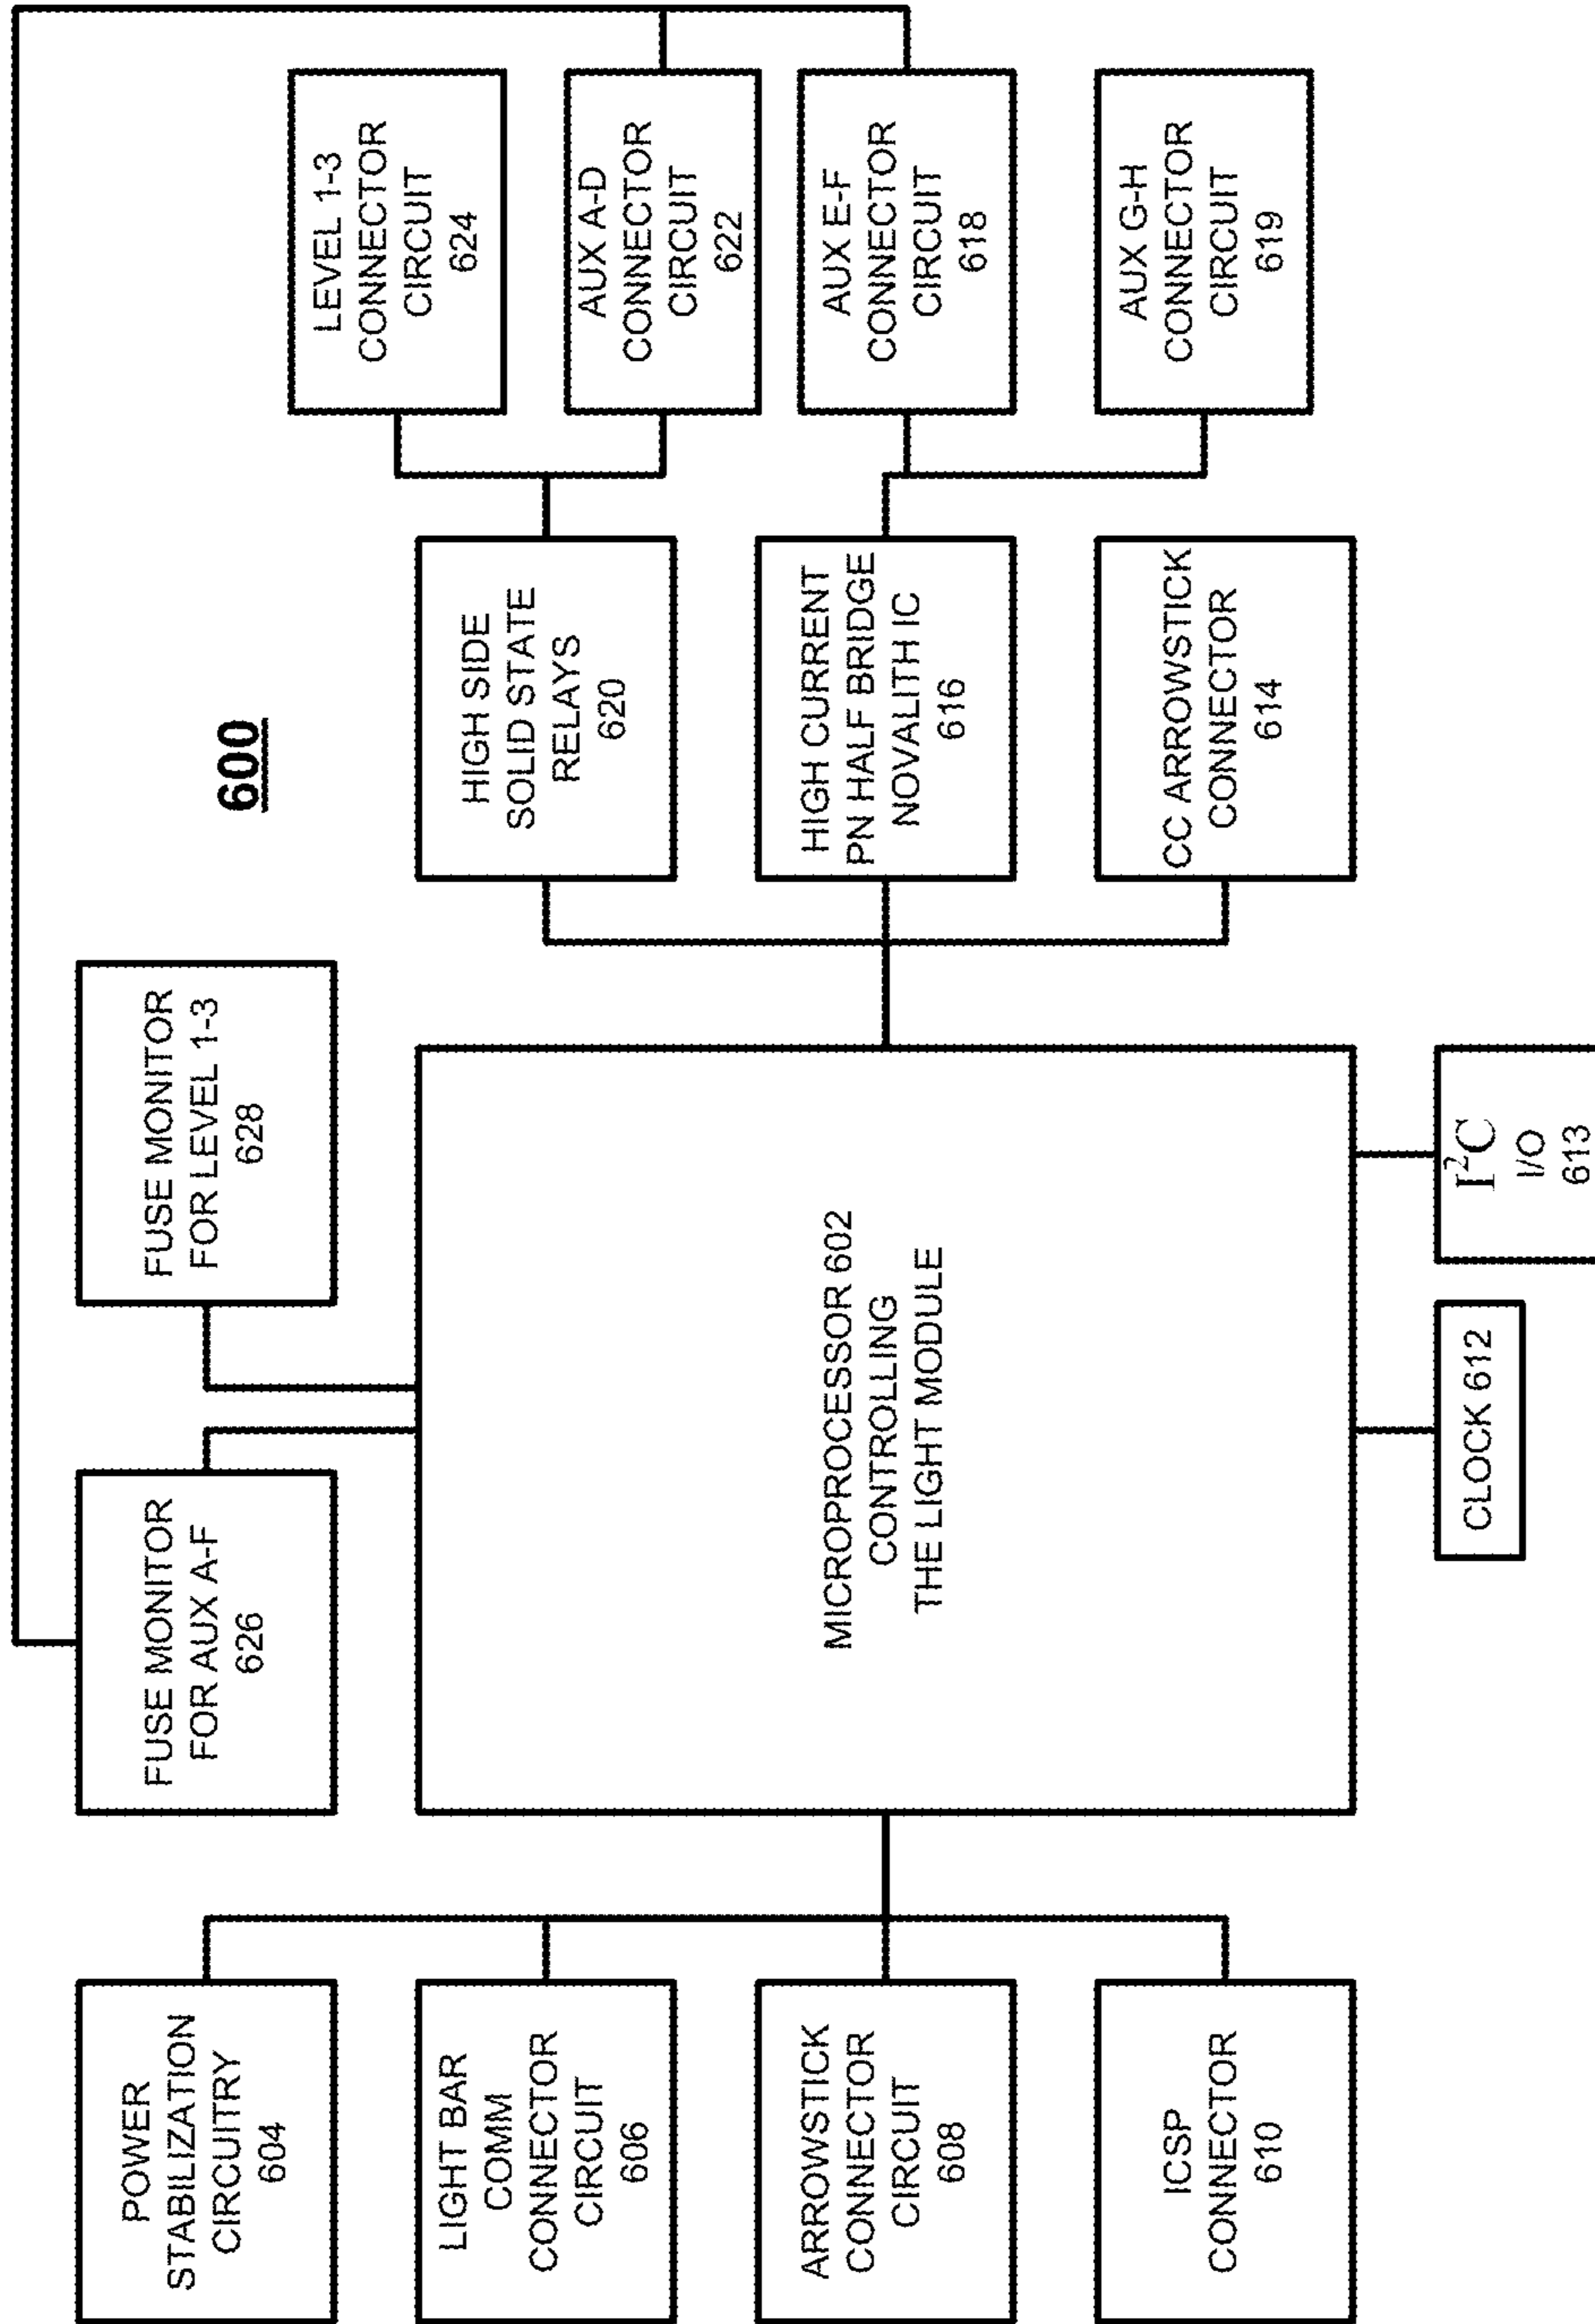 600
FUSE MONITOR
FOR AUX A-F
626
FUSE MONITOR
FOR LEVEL 1-3
628
POWER
STABILIZATION
CIRCUITRY
604
LIGHT BAR
COMM
CONNECTOR
CIRCUIT
606
ARROWSTICK
CONNECTOR
CIRCUIT
608
ICSP
CONNECTOR
610
MICROPROCESSOR 602
CONTROLLING
THE LIGHT MODULE
CLOCK 612
I²C
I/O
613
HIGH SIDE
SOLID STATE
RELAYS
620
HIGH CURRENT
PN HALF BRIDGE
NOVALITH IC
616
CC ARROWSTICK
CONNECTOR
614
LEVEL 1-3
CONNECTOR
CIRCUIT
624
AUX A-D
CONNECTOR
CIRCUIT
622
AUX E-F
CONNECTOR
CIRCUIT
618
AUX G-H
CONNECTOR
CIRCUIT
619